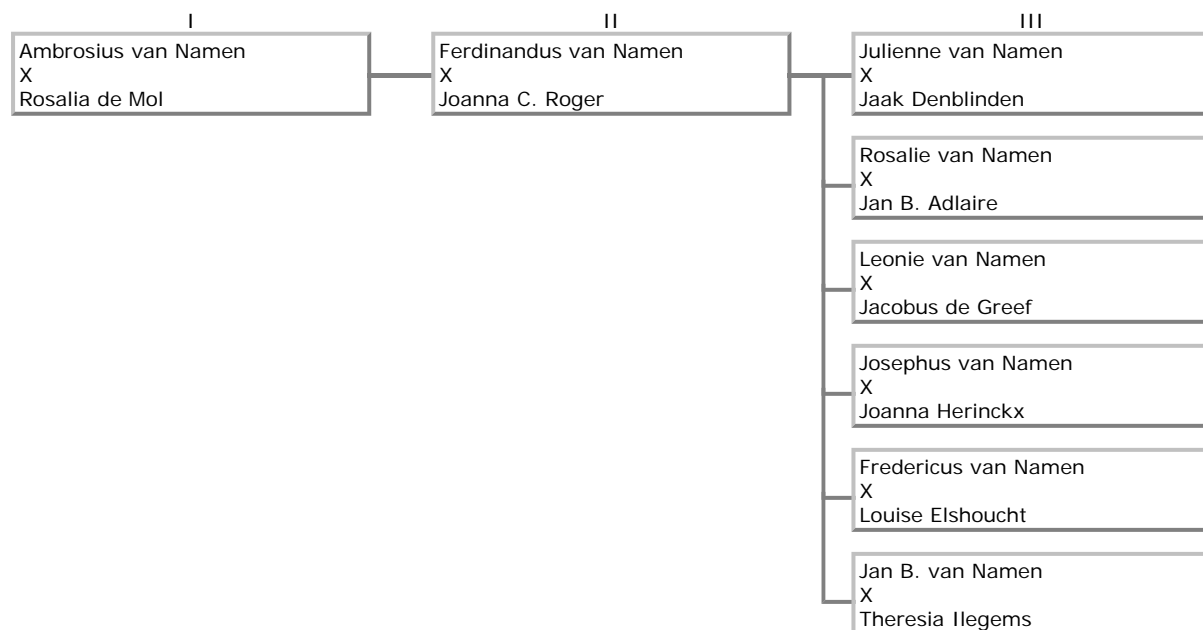 I
II
III
Ambrosius van Namen
X
Rosalia de Mol
Ferdinandus van Namen
X
Joanna C. Roger
Julienne van Namen
X
Jaak Denblinden
Rosalie van Namen
X
Jan B. Adlaire
Leonie van Namen
X
Jacobus de Greef
Josephus van Namen
X
Joanna Herinckx
Fredericus van Namen
X
Louise Elshoucht
Jan B. van Namen
X
Theresia Ilegems